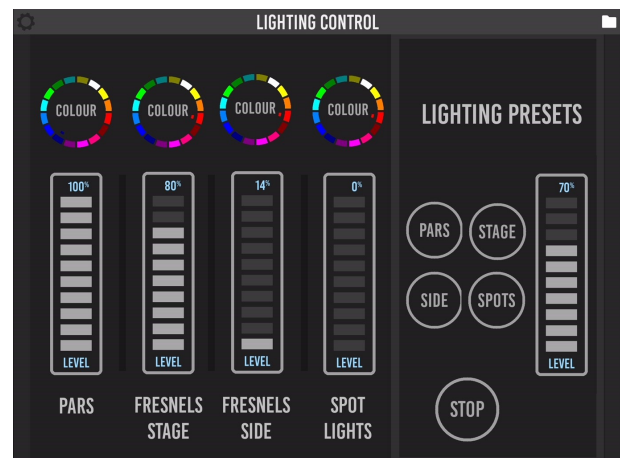 LIGHTING CONTROL
COLOUR
COLOUR
COLOUR
COLOUR
LIGHTING PRESETS
100%
80%
14%
0%
70%
PARS
STAGE
SIDE
SPOTS
LEVEL
LEVEL
LEVEL
LEVEL
LEVEL
PARS
FRESNELS
STAGE
FRESNELS
SIDE
SPOT
LIGHTS
STOP